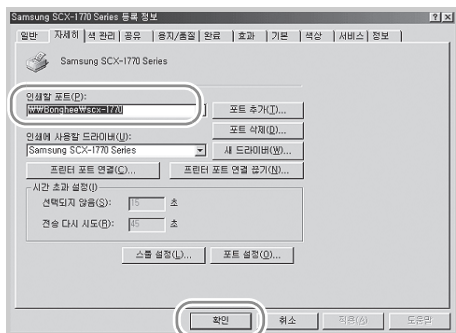 Samsung SCX-1770 Series 등록 정보
일반 자세히 색 관리 공유 용지/품질 완료 효과 기본 색상 서비스 정보
Samsung SCX-1770 Series
인쇄할 포트(P):
₩₩Bonghee₩scx-1770
포트 추가(T)...
포트 삭제(D)...
인쇄에 사용할 드라이버(U):
Samsung SCX-1770 Series
새 드라이버(W)...
프린터 포트 연결(C)...
프린터 포트 연결 끊기(N)...
시간 초과 설정(I)
선택되지 않음(S): 15 초
전송 다시 시도(R): 45 초
스풀 설정(L)...
포트 설정(O)...
확인 취소 적용(A) 도움말